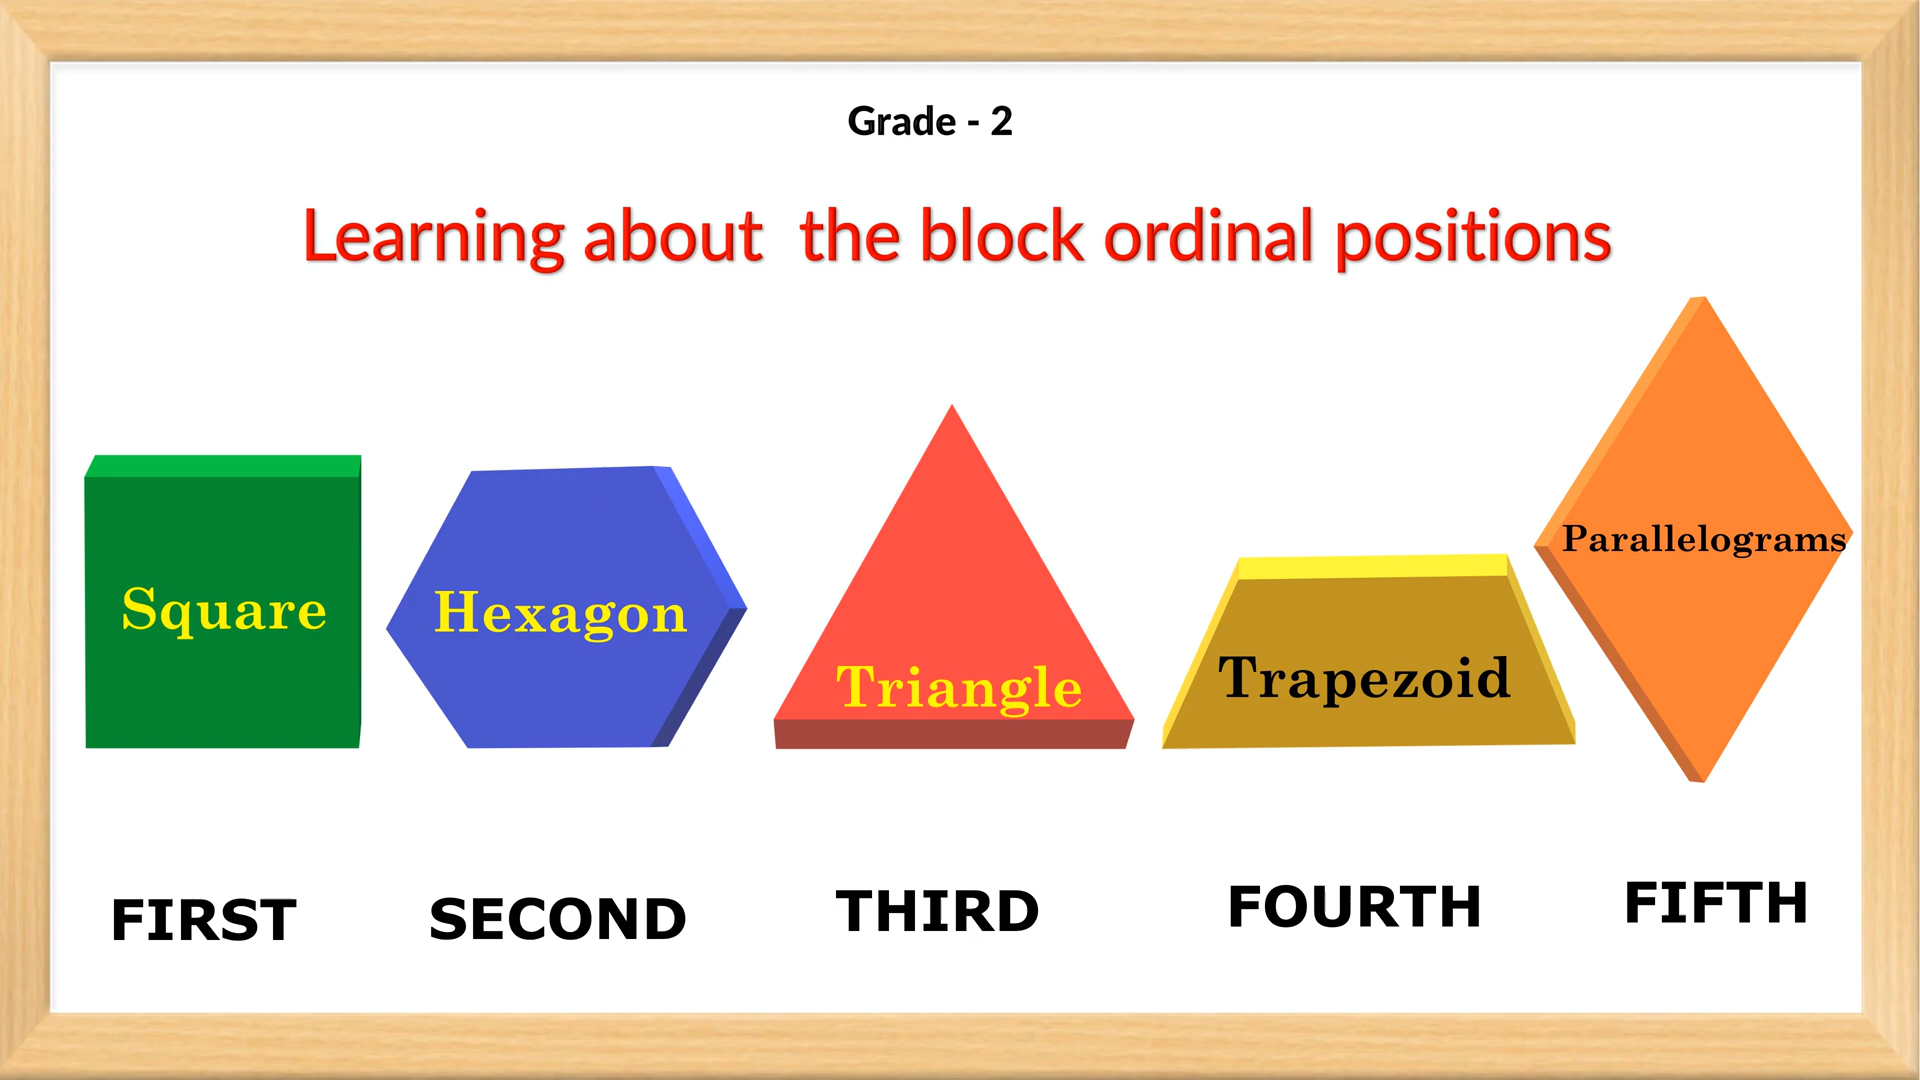 Grade - 2
Learning about  the block ordinal positions
Square
Hexagon
Triangle
Trapezoid
Parallelograms
FIRST
SECOND
THIRD
FOURTH
FIFTH